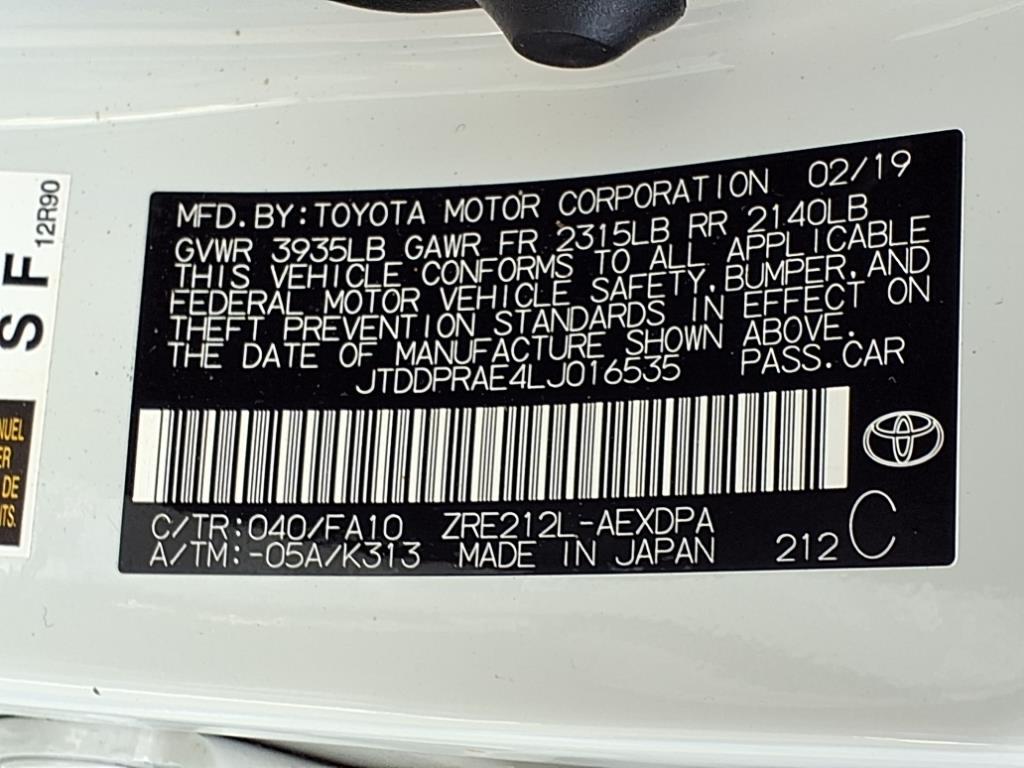 MFD.BY:TOYOTA MOTOR CORPORATION 02/19
GVWR 3935LB GAWR FR 2315LB RR 2140LB
THIS VEHICLE CONFORMS TO ALL APPLICABLE
FEDERAL MOTOR VEHICLE SAFETY,BUMPER,AND
THEFT PREVENTION STANDARDS IN EFFECT ON
THE DATE OF MANUFACTURE SHOWN ABOVE.
JTDDPRAE4LJ016535 PASS.CAR
C/TR:040/FA10 ZRE212L-AEXDPA
A/TM:-05A/K313 MADE IN JAPAN 212 C
S F
12R90
DE